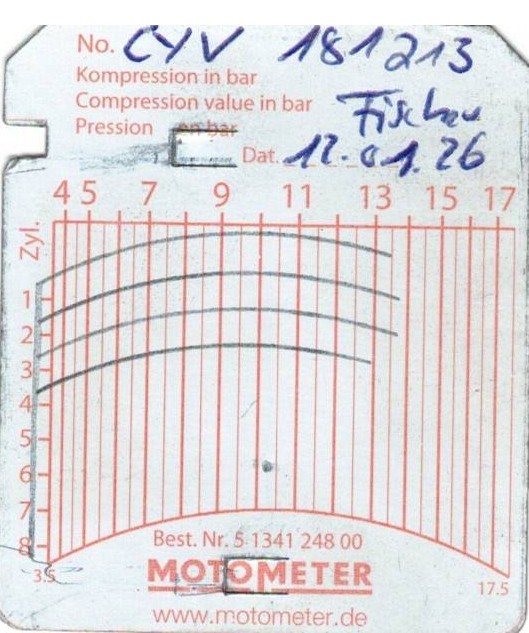 No. CYV 181213
Kompression in bar
Compression value in bar
Pression en bar
Fischer
Dat. 12.01.26
4 5 7 9 11 13 15 17
Zyl.
1
2
3
4
5
6
7
8
3.5
17.5
Best. Nr. 5 1341 248 00
MOTOMETER
www.motometer.de